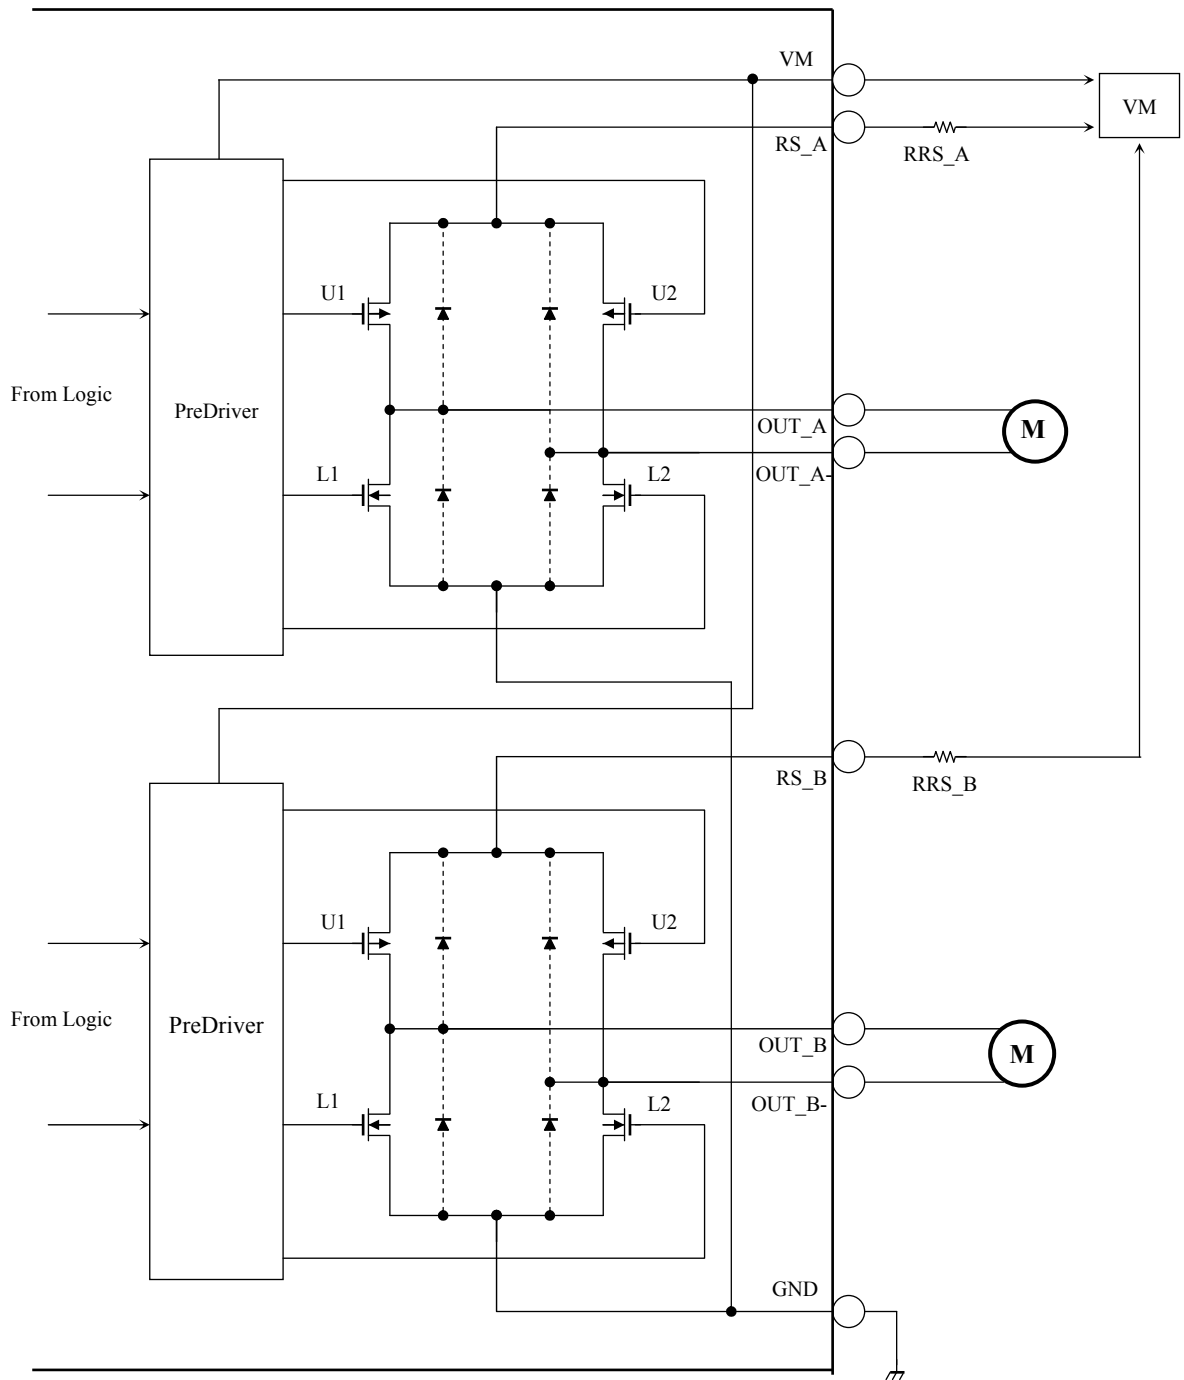 VM
VM
RS_A
RRS_A
U1
U2
From Logic
PreDriver
OUT_A
M
OUT_A-
L1
L2
RS_B
RRS_B
U1
U2
From Logic
PreDriver
OUT_B
M
OUT_B-
L1
L2
GND